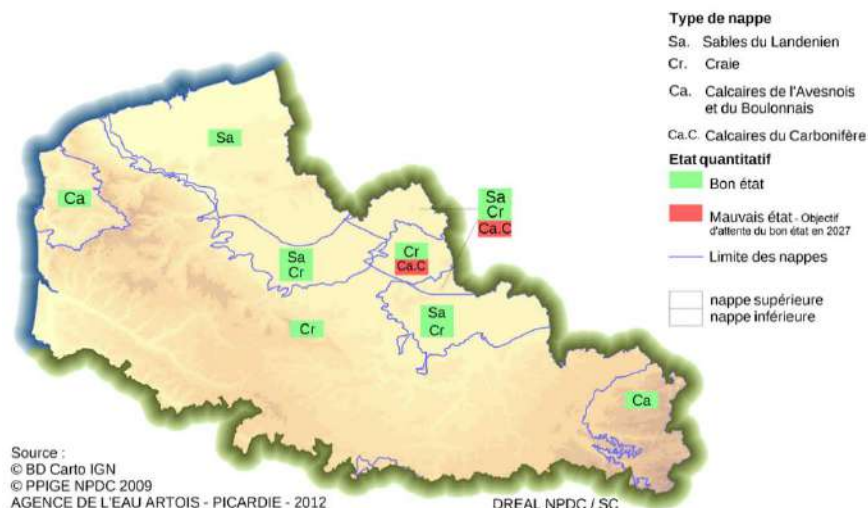 Type de nappe
Sa. Sables du Landenien
Cr. Craie
Ca. Calcaires de l'Avesnois
et du Boulonnais
Ca.C. Calcaires du Carbonifère
Etat quantitatif
Bon état
Mauvais état - Objectif
d'attente du bon état en 2027
Limite des nappes
nappe supérieure
nappe inférieure
Sa
Ca
Sa
Cr
Ca.C
Sa
Cr
Cr
Ca.C
Sa
Cr
Cr
Ca
Source :
© BD Carto IGN
© PPIGE NPDC 2009
AGENCE DE L'EAU ARTOIS - PICARDIE - 2012
DREAL NPDC / SC